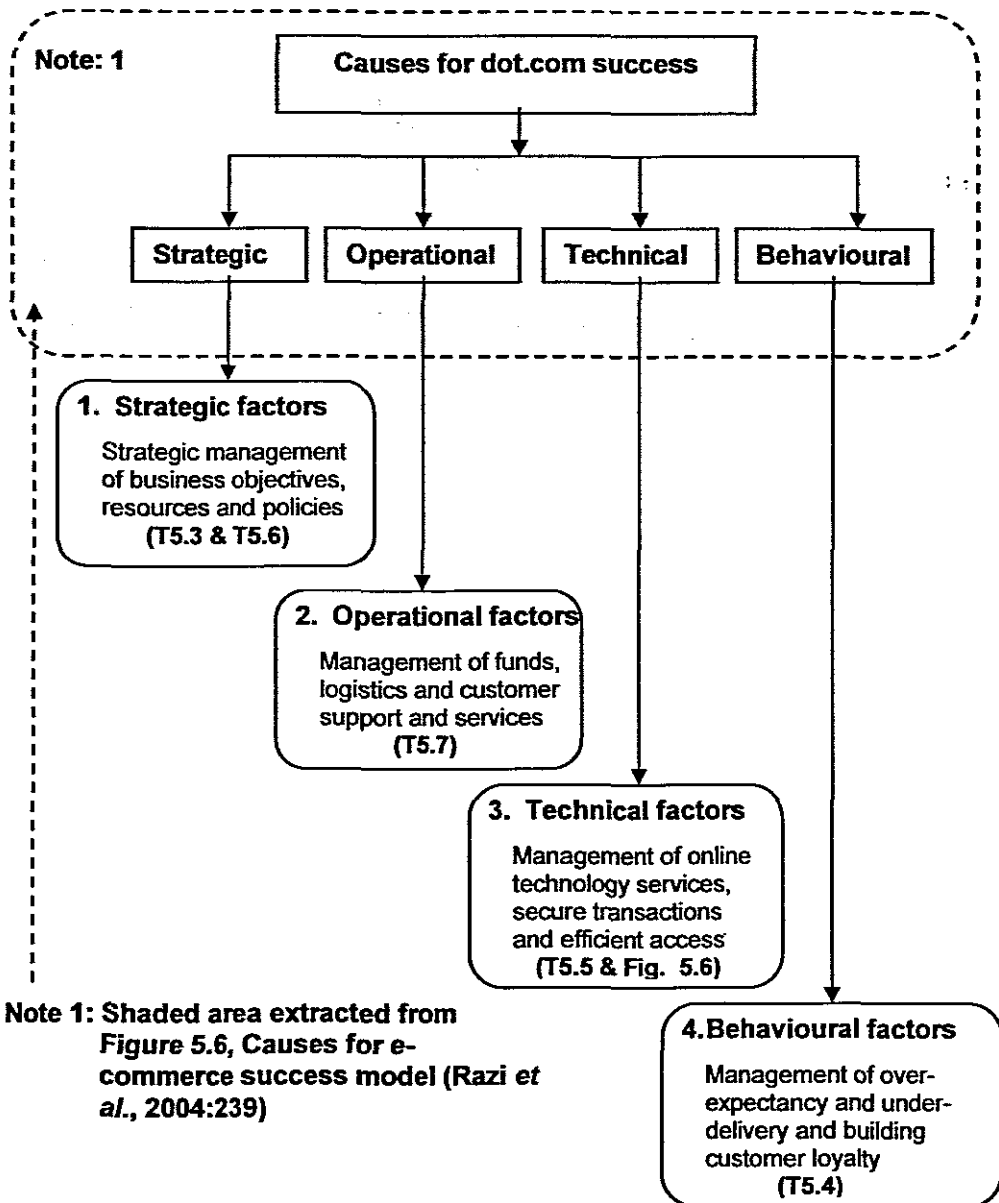 Note: 1
Causes for dot.com success
Strategic
Operational
Technical
Behavioural
1. Strategic factors
Strategic management
of business objectives,
resources and policies
(T5.3 & T5.6)
2. Operational factors
Management of funds,
logistics and customer
support and services
(T5.7)
3. Technical factors
Management of online
technology services,
secure transactions
and efficient access
(T5.5 & Fig. 5.6)
Note 1: Shaded area extracted from
Figure 5.6, Causes for e-
commerce success model (Razi et
al., 2004:239)
4.Behavioural factors
Management of over-
expectancy and under-
delivery and building
customer loyalty
(T5.4)